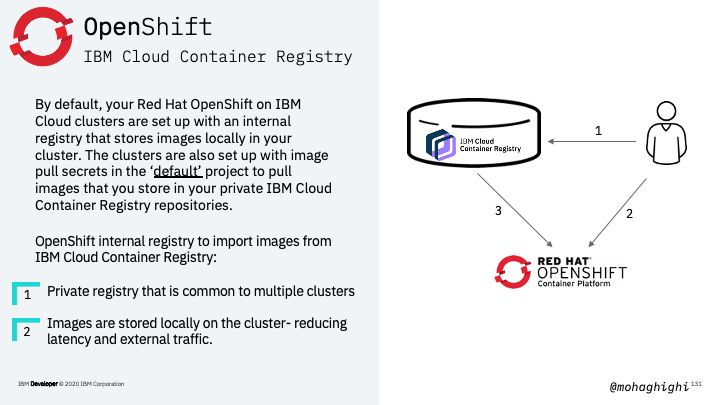 OpenShift
IBM Cloud Container Registry
By default, your Red Hat OpenShift on IBM
Cloud clusters are set up with an internal
registry that stores images locally in your
cluster. The clusters are also set up with image
pull secrets in the ‘default’ project to pull
images that you store in your private IBM Cloud
Container Registry repositories.
OpenShift internal registry to import images from
IBM Cloud Container Registry:
1 Private registry that is common to multiple clusters
2 Images are stored locally on the cluster- reducing
latency and external traffic.
IBM Cloud
Container Registry
1
2
3
RED HAT
OPENSHIFT
Container Platform
IBM Developer © 2020 IBM Corporation
@mohaghighi 131